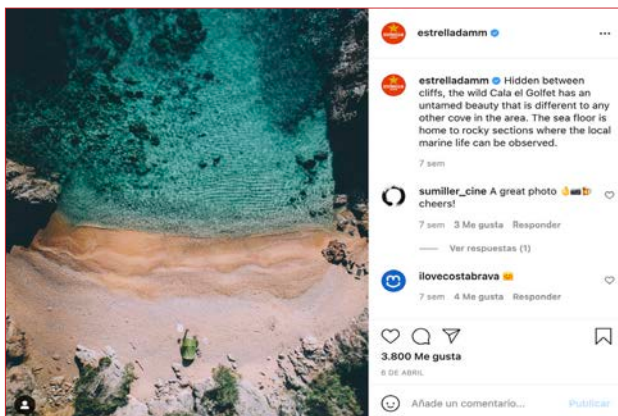 estrelladamm
estrelladamm Hidden between
cliffs, the wild Cala el Golfet has an
untamed beauty that is different to any
other cove in the area. The sea floor is
home to rocky sections where the local
marine life can be observed.
7 sem
sumiller_cine A great photo 👌📷🍻
cheers!
7 sem 3 Me gusta Responder
Ver respuestas (1)
ilovecostabrava
7 sem 4 Me gusta Responder
3.800 Me gusta
6 DE ABRIL
Añade un comentario... Publicar